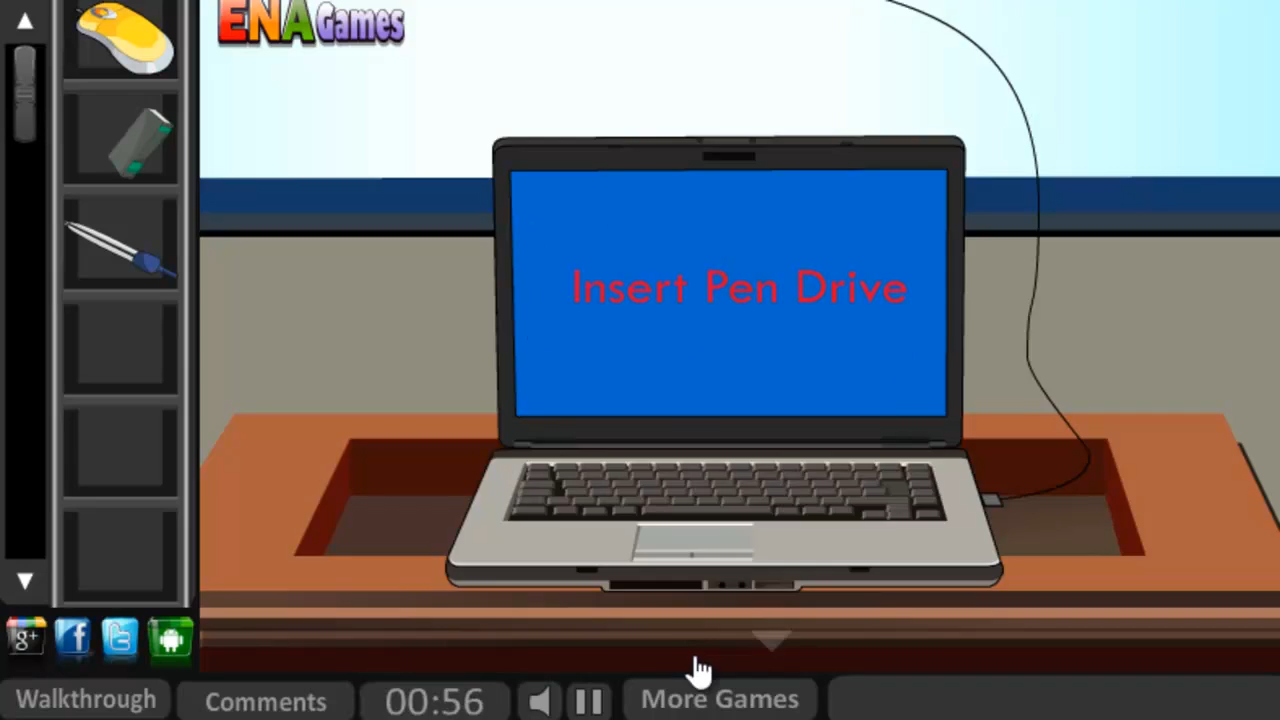 ENAGames
Insert Pen Drive
g+
f
t
Walkthrough
Comments
00:56
More Games